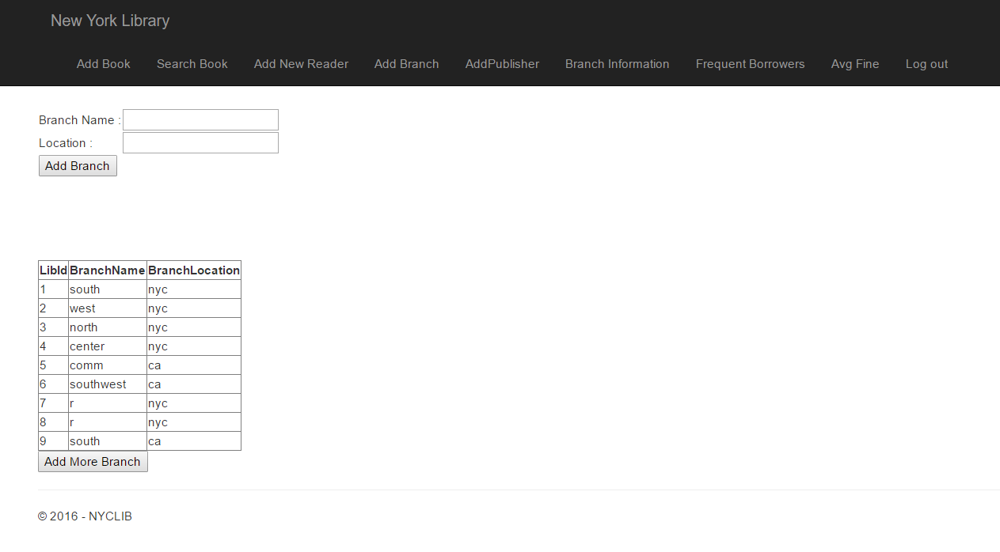 New York Library
Add Book Search Book Add New Reader Add Branch AddPublisher Branch Information Frequent Borrowers Avg Fine Log out
Branch Name :
Location :
Add Branch
LibId BranchName BranchLocation
1 south nyc
2 west nyc
3 north nyc
4 center nyc
5 comm ca
6 southwest ca
7 r nyc
8 r nyc
9 south ca
Add More Branch
© 2016 - NYCLIB